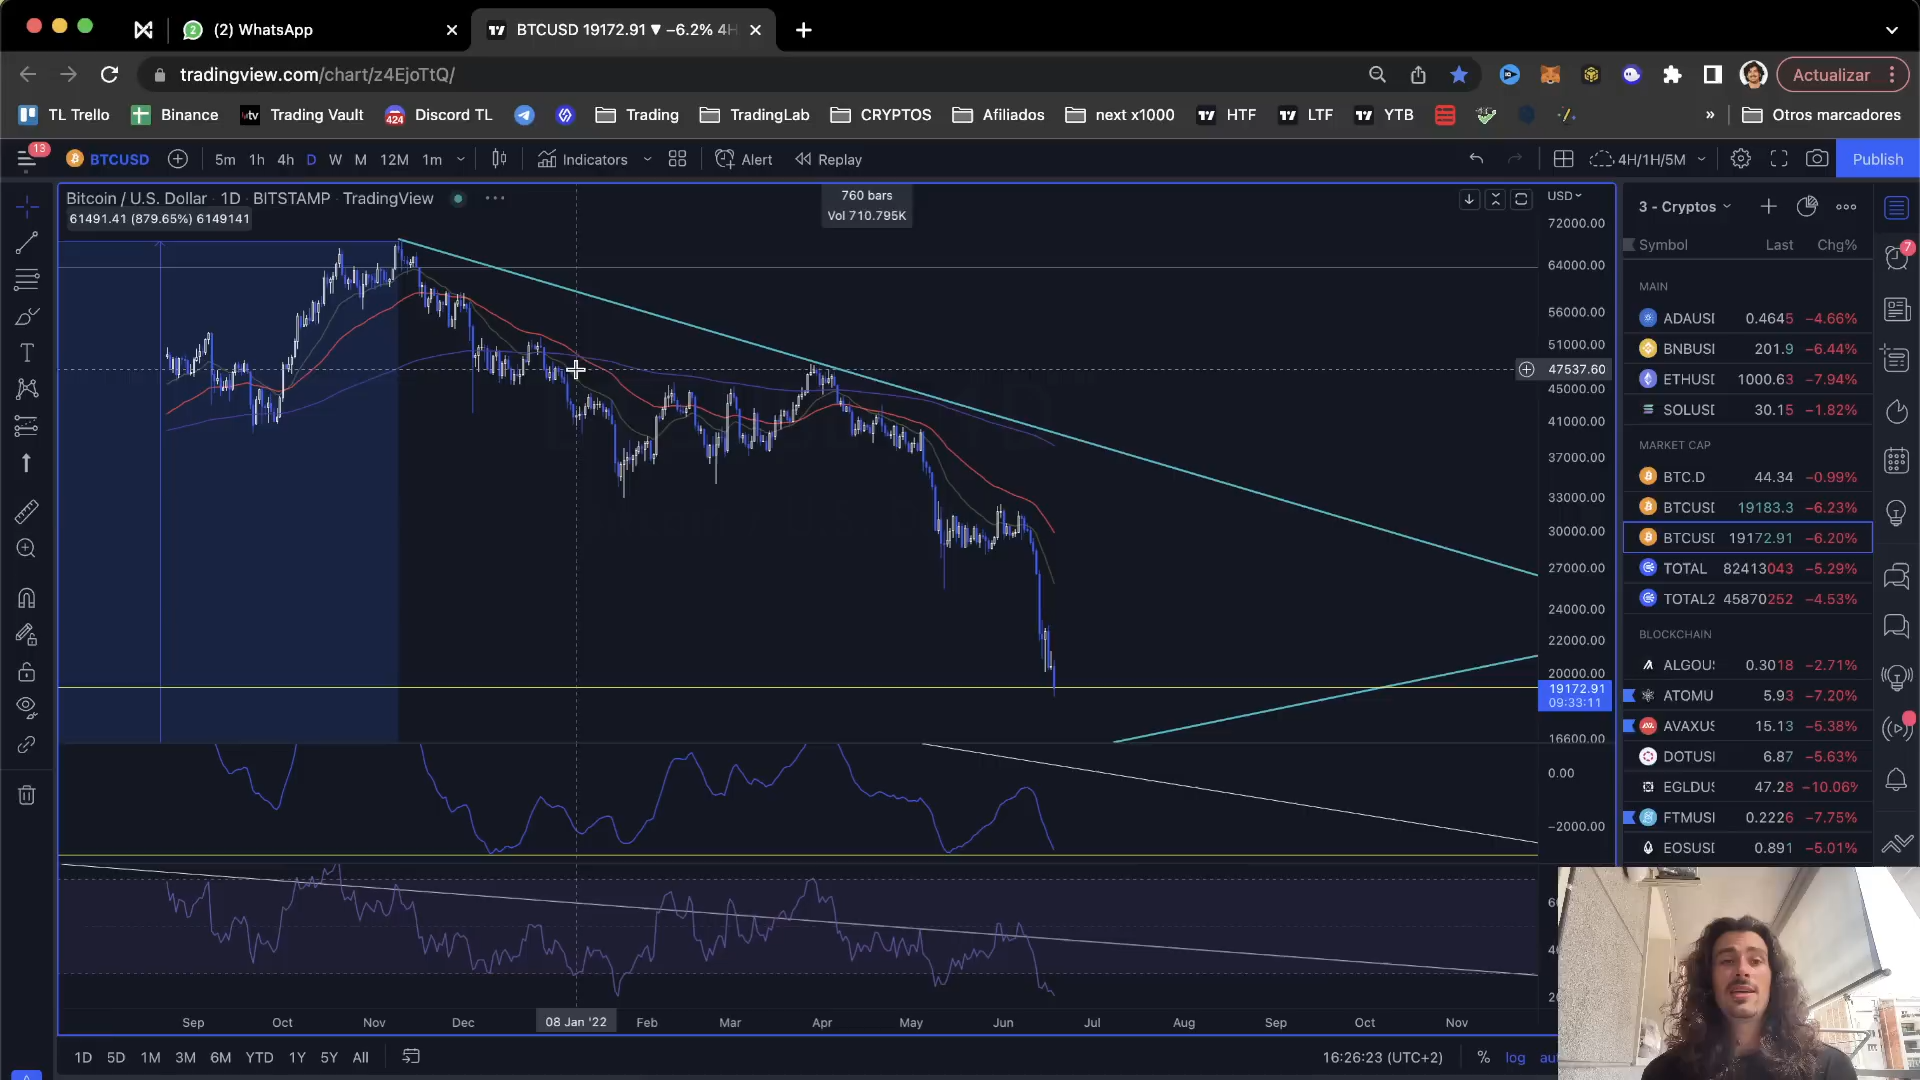 (2) WhatsApp
BTCUSD 19172.91 ▼ −6.2% 4H
tradingview.com/chart/z4EjoTtQ/
Actualizar
TL Trello
Binance
Trading Vault
424
Discord TL
Trading
TradingLab
CRYPTOS
Afiliados
next x1000
HTF
LTF
YTB
»
Otros marcadores
13
BTCUSD
5m 1h 4h D W M 12M 1m
Indicators
Alert
Replay
4H/1H/5M
Publish
Bitcoin / U.S. Dollar · 1D · BITSTAMP · TradingView
61491.41 (879.65%) 6149141
760 bars
Vol 710.795K
USD
72000.00
64000.00
56000.00
51000.00
47537.60
45000.00
41000.00
37000.00
33000.00
30000.00
27000.00
24000.00
22000.00
20000.00
19172.91
09:33:11
16600.00
0.00
−2000.00
Sep Oct Nov Dec 08 Jan '22 Feb Mar Apr May Jun Jul Aug Sep Oct Nov
1D 5D 1M 3M 6M YTD 1Y 5Y All
16:26:23 (UTC+2)
% log
3 - Cryptos
Symbol Last Chg%
MAIN
ADAUSI 0.4645 −4.66%
BNBUSI 201.9 −6.44%
ETHUSI 1000.63 −7.94%
SOLUSI 30.15 −1.82%
MARKET CAP
BTC.D 44.34 −0.99%
BTCUSI 19183.3 −6.23%
BTCUSI 19172.91 −6.20%
TOTAL 82413043 −5.29%
TOTAL2 45870252 −4.53%
BLOCKCHAIN
ALGOU 0.3018 −2.71%
ATOMU 5.93 −7.20%
AVAXUS 15.13 −5.38%
DOTUSI 6.87 −5.63%
EGLDU 47.28 −10.06%
FTMUSI 0.2226 −7.75%
EOSUSI 0.891 −5.01%
7